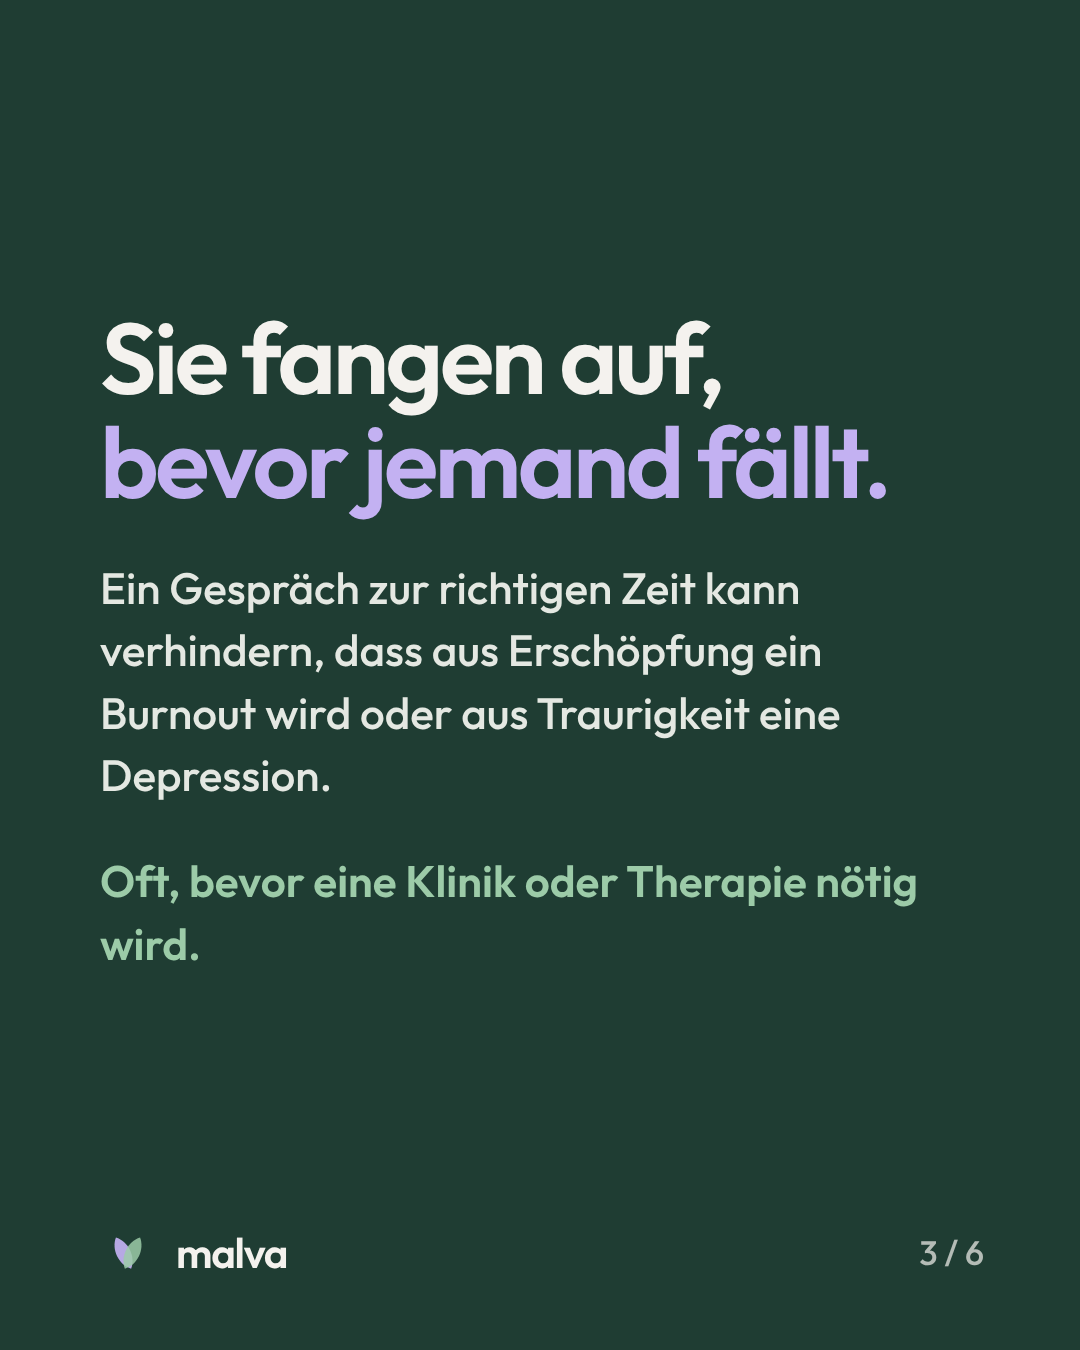 Sie fangen auf,
bevor jemand fällt.
Ein Gespräch zur richtigen Zeit kann
verhindern, dass aus Erschöpfung ein
Burnout wird oder aus Traurigkeit eine
Depression.
Oft, bevor eine Klinik oder Therapie nötig
wird.
malva
3 / 6